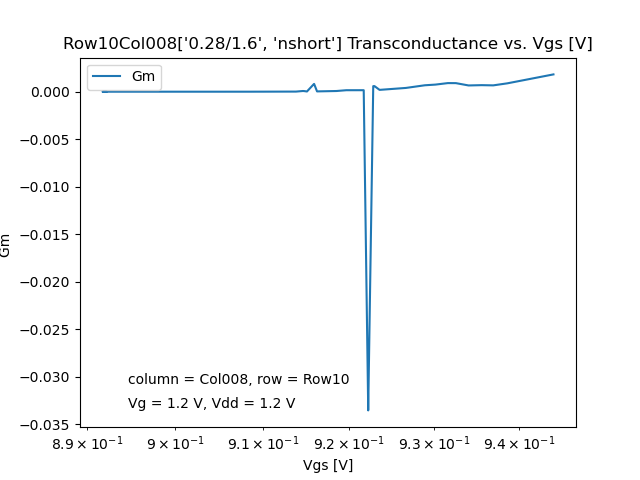 Row10Col008['0.28/1.6', 'nshort'] Transconductance vs. Vgs [V]
Gm
0.000
−0.005
−0.010
−0.015
−0.020
−0.025
−0.030
−0.035
Gm
column = Col008, row = Row10
Vg = 1.2 V, Vdd = 1.2 V
8.9 × 10⁻¹ 9 × 10⁻¹ 9.1 × 10⁻¹ 9.2 × 10⁻¹ 9.3 × 10⁻¹ 9.4 × 10⁻¹
Vgs [V]